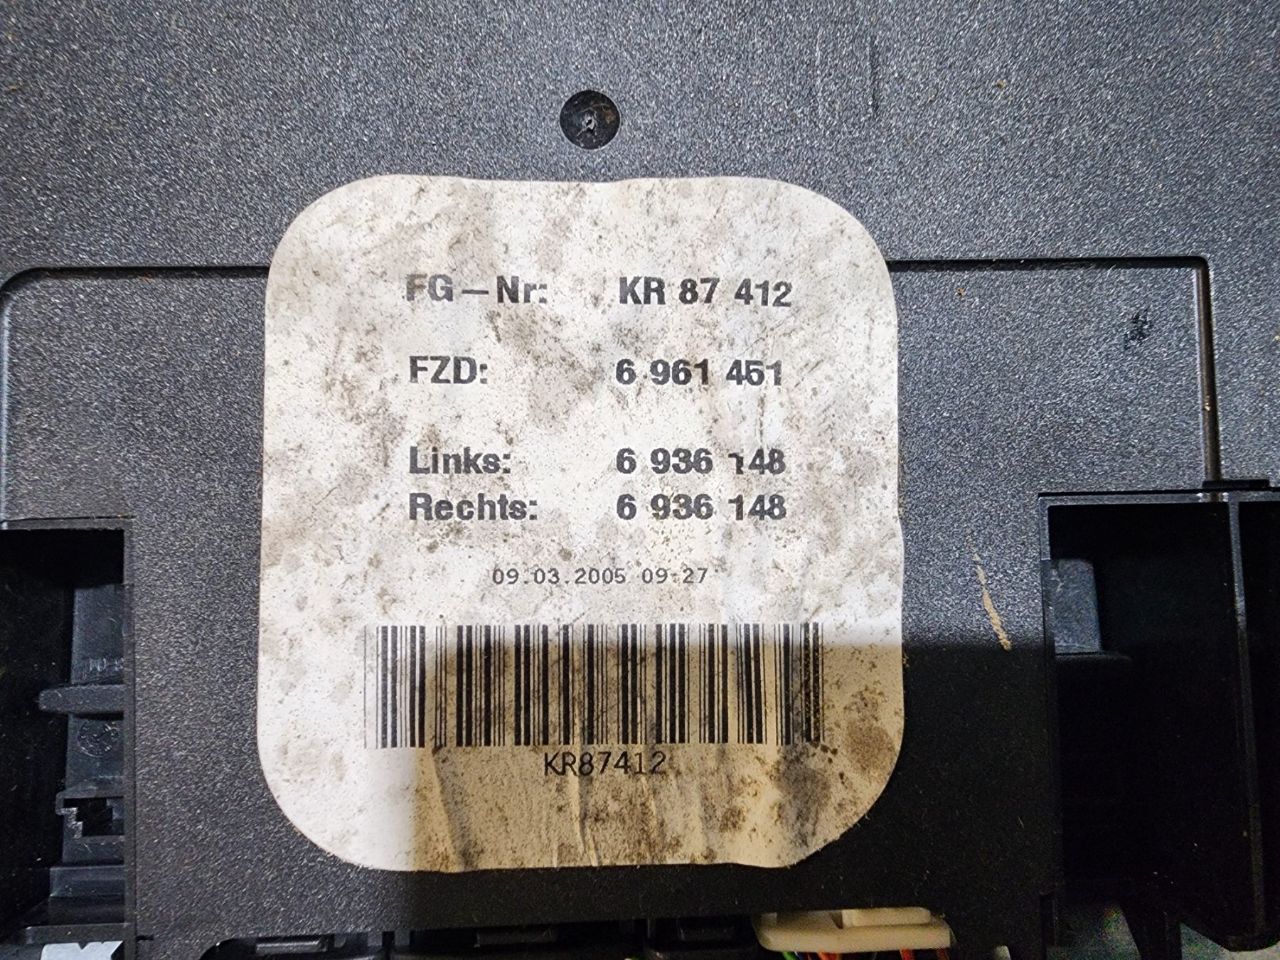 FG-Nr: KR 87 412
FZD: 6 961 451
Links: 6 936 148
Rechts: 6 936 148
09.03.2005 09:27
KR87412